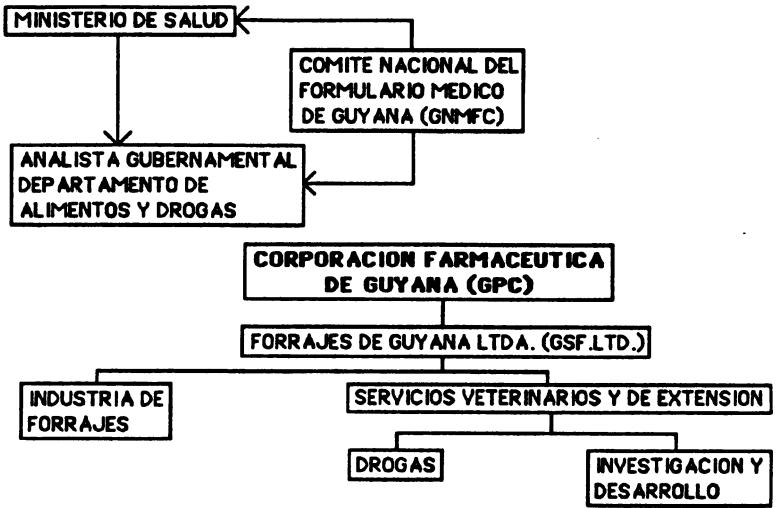 MINISTERIO DE SALUD
COMITE NACIONAL DEL
FORMULARIO MEDICO
DE GUYANA (GNMFC)
ANALISTA GUBERNAMENTAL
DEPARTAMENTO DE
ALIMENTOS Y DROGAS
CORPORACION FARMACEUTICA
DE GUYANA (GPC)
FORRAJES DE GUYANA LTDA. (GSF.LTD.)
INDUSTRIA DE
FORRAJES
SERVICIOS VETERINARIOS Y DE EXTENSION
DROGAS
INVESTIGACION Y
DESARROLLO